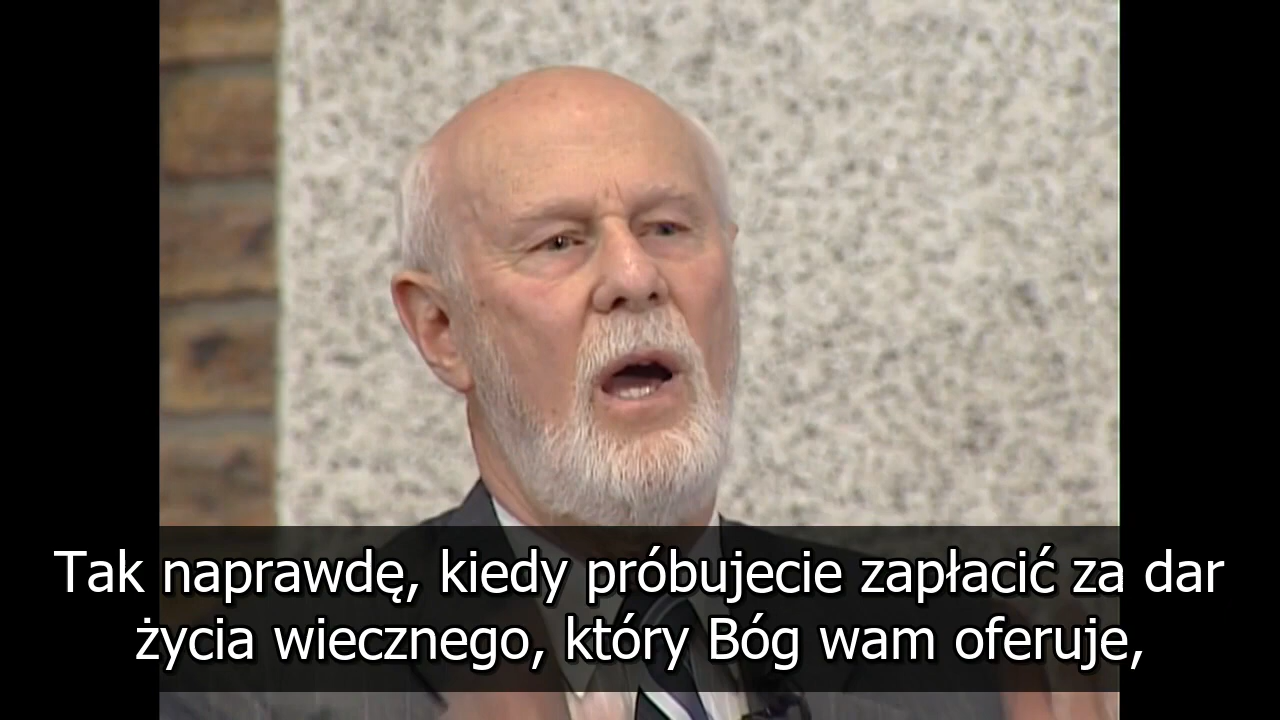 Tak naprawdę, kiedy próbujecie zapłacić za dar
życia wiecznego, który Bóg wam oferuje,